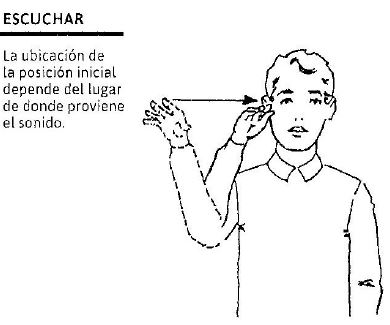 ESCUCHAR
La ubicación de
la posición inicial
depende del lugar
de donde proviene
el sonido.